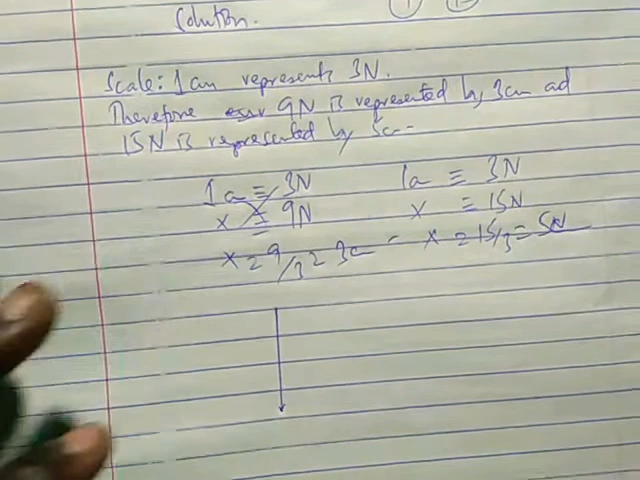 Solution.
Scale: 1cm represents 3N.
Therefore 9N is represented by 3cm and
15N is represented by 5cm
1cm ≡ 3N 1cm ≡ 3N
x ≡ 9N x ≡ 15N
x = 9/3 = 3cm x = 15/3 = 5N